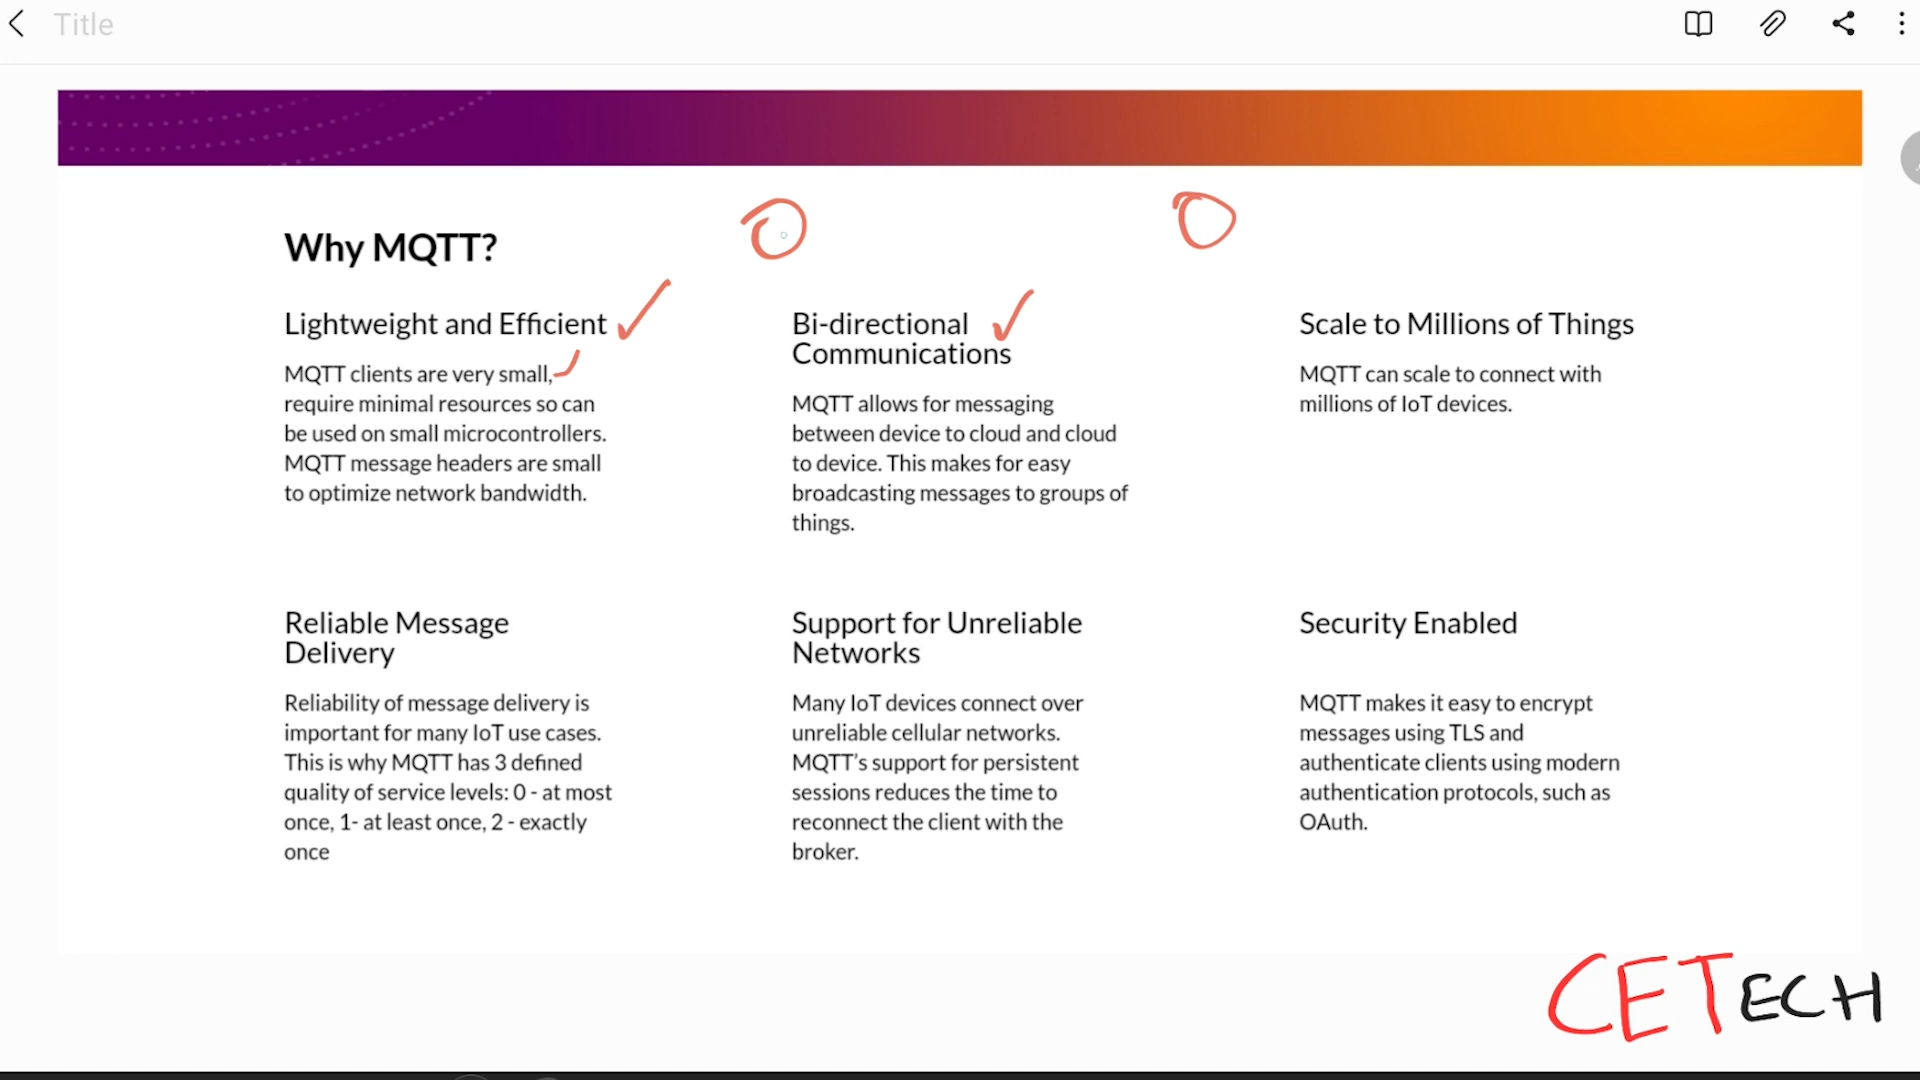 Title
Why MQTT?
Lightweight and Efficient
MQTT clients are very small,
require minimal resources so can
be used on small microcontrollers.
MQTT message headers are small
to optimize network bandwidth.
Bi-directional
Communications
MQTT allows for messaging
between device to cloud and cloud
to device. This makes for easy
broadcasting messages to groups of
things.
Scale to Millions of Things
MQTT can scale to connect with
millions of IoT devices.
Reliable Message
Delivery
Reliability of message delivery is
important for many IoT use cases.
This is why MQTT has 3 defined
quality of service levels: 0 - at most
once, 1- at least once, 2 - exactly
once
Support for Unreliable
Networks
Many IoT devices connect over
unreliable cellular networks.
MQTT's support for persistent
sessions reduces the time to
reconnect the client with the
broker.
Security Enabled
MQTT makes it easy to encrypt
messages using TLS and
authenticate clients using modern
authentication protocols, such as
OAuth.
CETECH